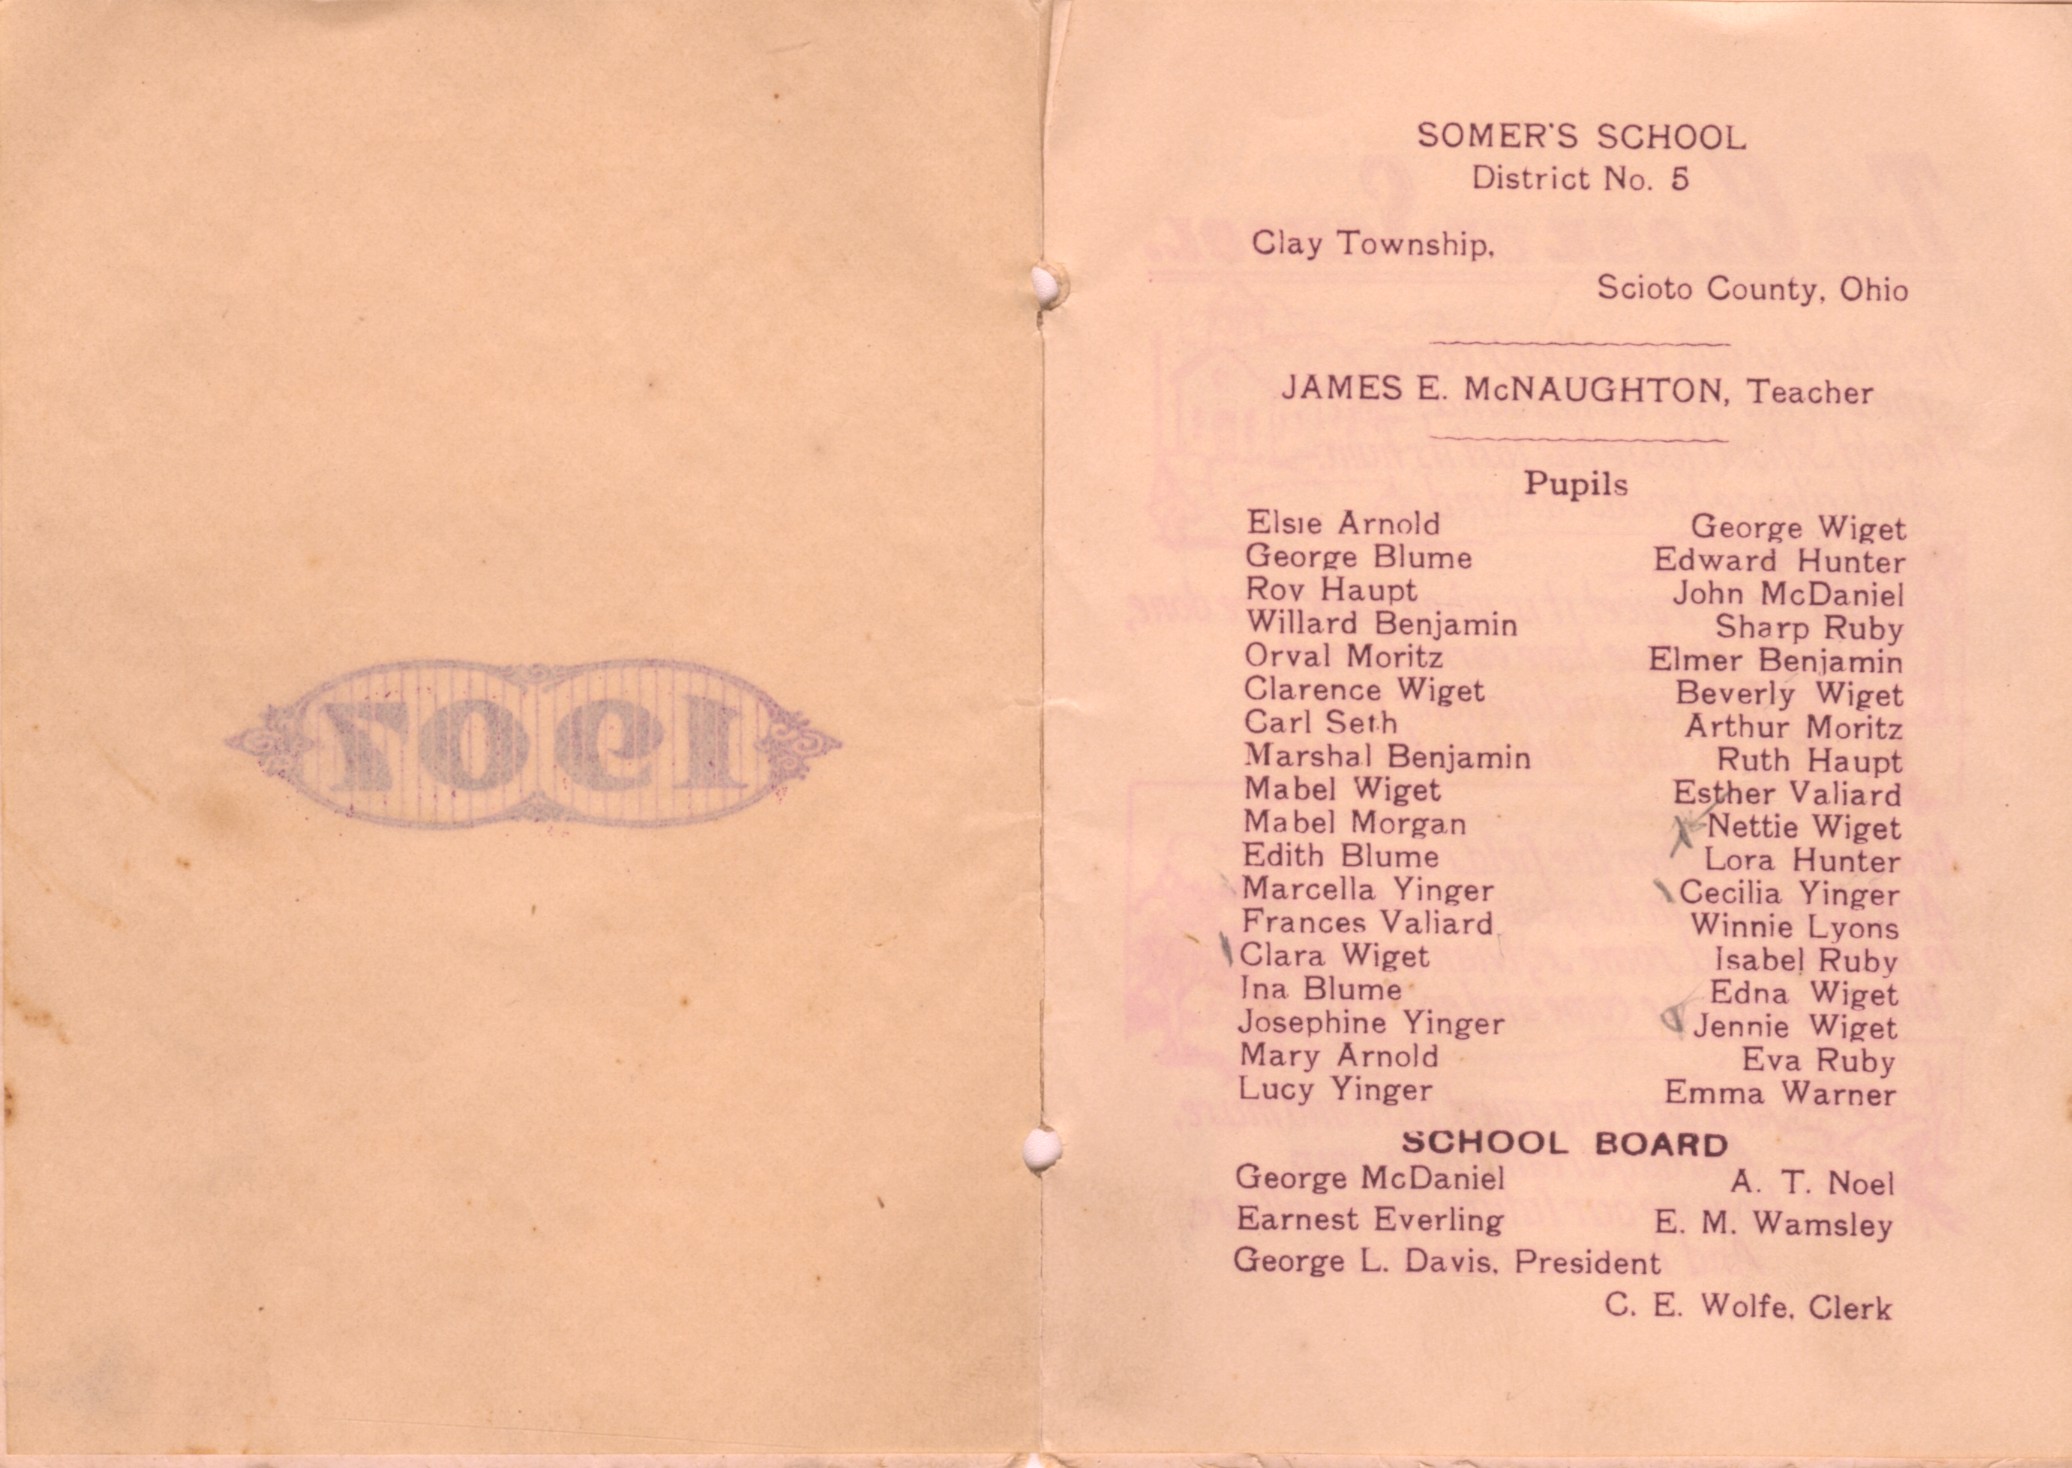 1907
SOMER'S SCHOOL
District No. 5
Clay Township,
Scioto County, Ohio
JAMES E. McNAUGHTON, Teacher
Pupils
Elsie Arnold George Wiget
George Blume Edward Hunter
Roy Haupt John McDaniel
Willard Benjamin Sharp Ruby
Orval Moritz Elmer Benjamin
Clarence Wiget Beverly Wiget
Carl Seth Arthur Moritz
Marshal Benjamin Ruth Haupt
Mabel Wiget Esther Valiard
Mabel Morgan Nettie Wiget
Edith Blume Lora Hunter
Marcella Yinger Cecilia Yinger
Frances Valiard Winnie Lyons
Clara Wiget Isabel Ruby
Ina Blume Edna Wiget
Josephine Yinger Jennie Wiget
Mary Arnold Eva Ruby
Lucy Yinger Emma Warner
SCHOOL BOARD
George McDaniel A. T. Noel
Earnest Everling E. M. Wamsley
George L. Davis, President
C. E. Wolfe, Clerk